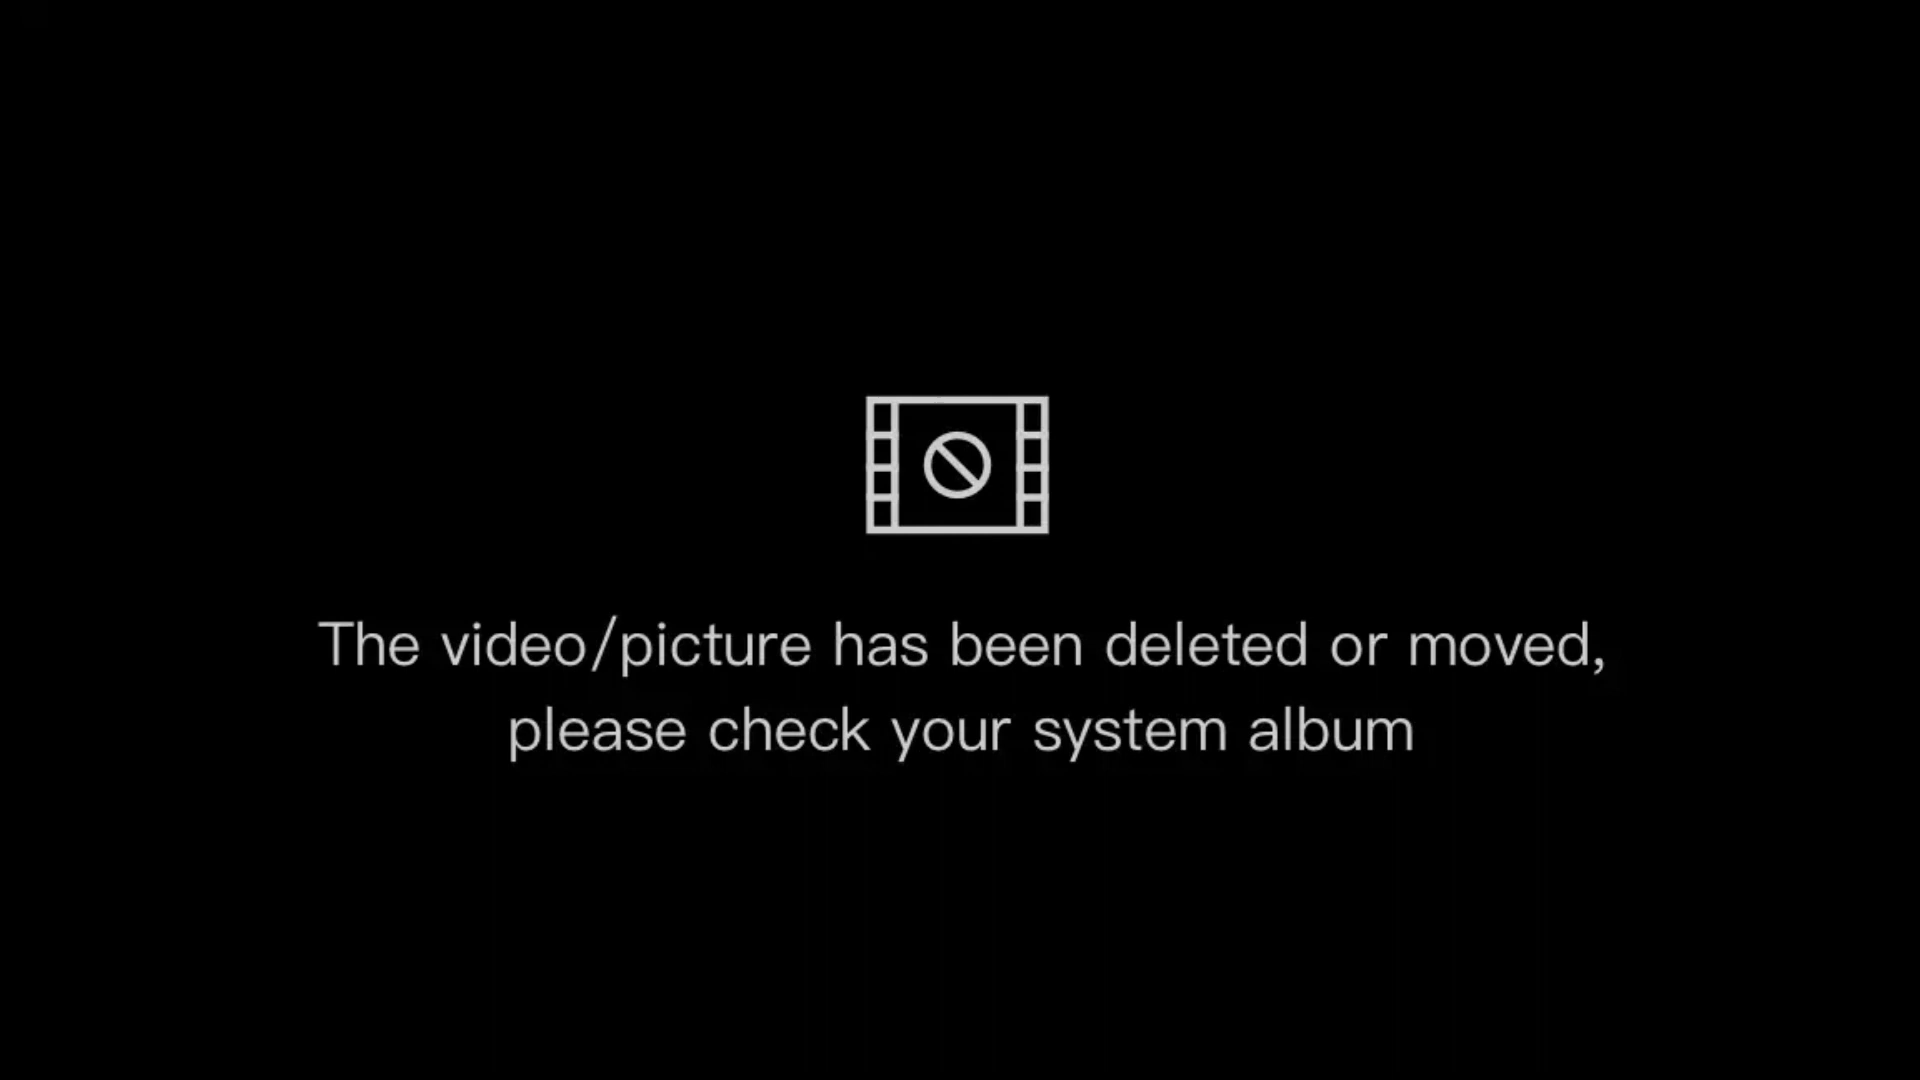 The video/picture has been deleted or moved,
please check your system album